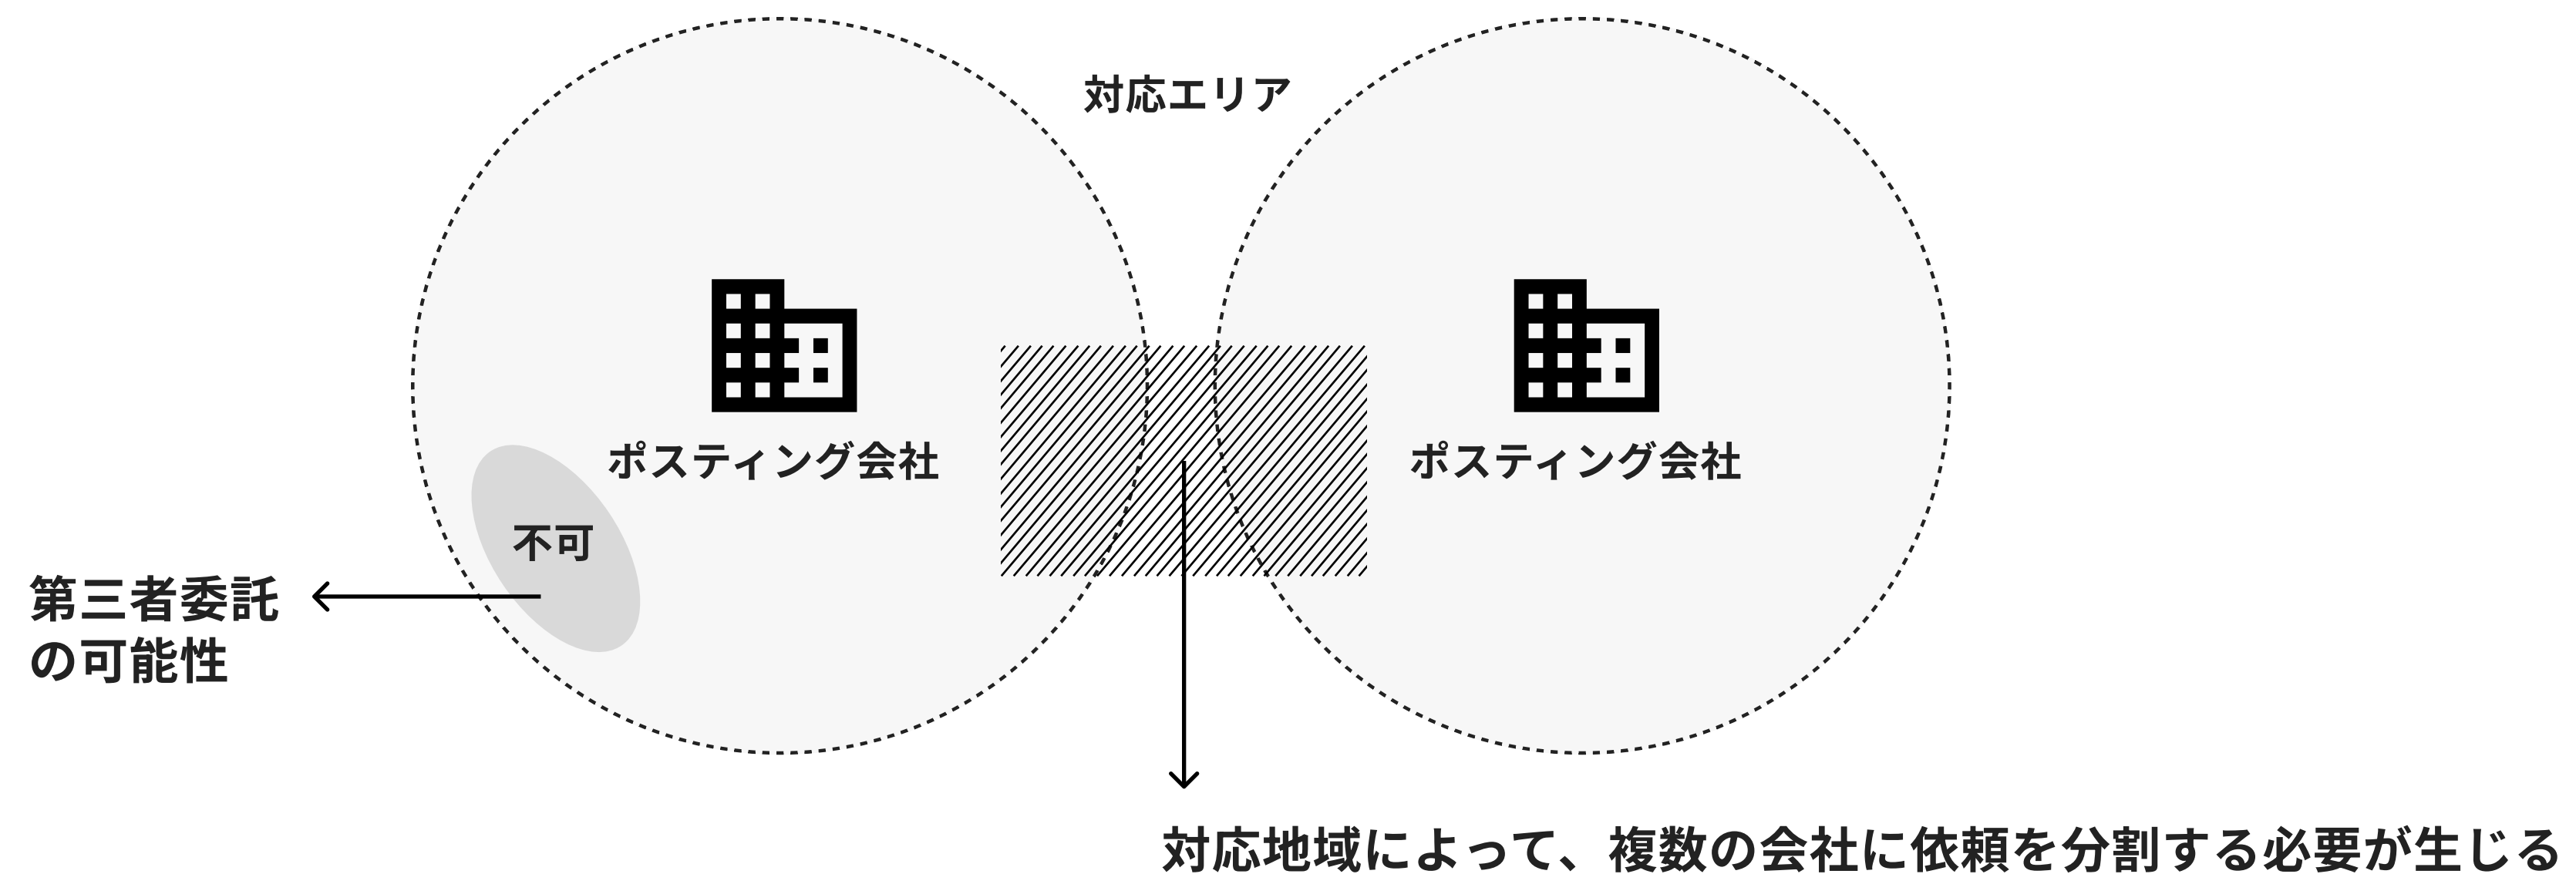 対応エリア
ポスティング会社
ポスティング会社
不可
第三者委託
の可能性
対応地域によって、複数の会社に依頼を分割する必要が生じる